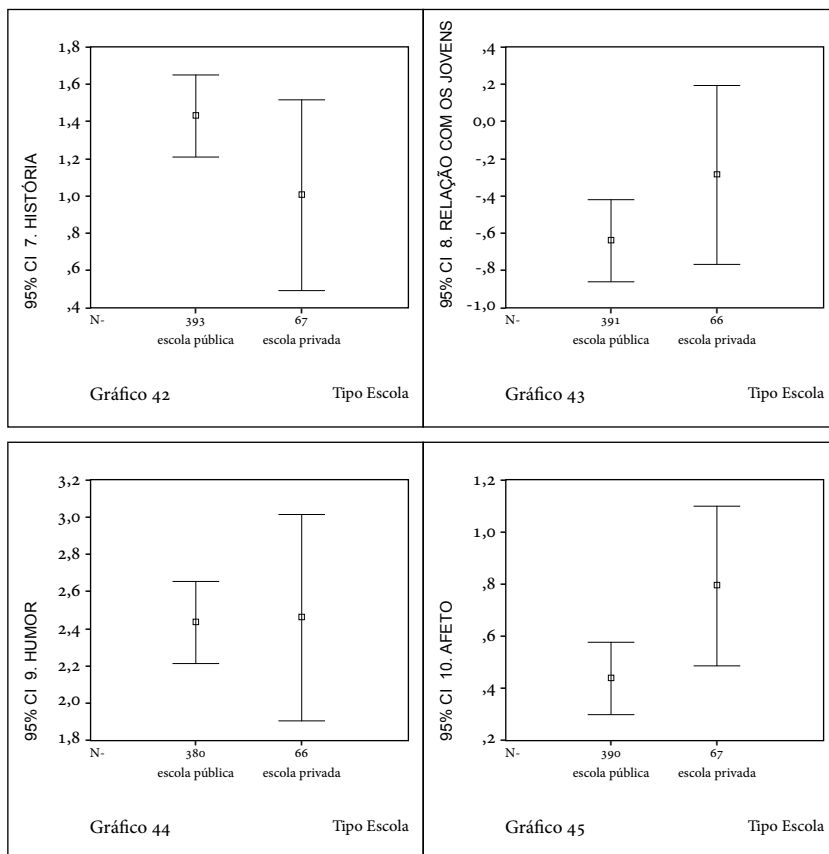 95% CI 7. HISTÓRIA
1,8
1,6
1,4
1,2
1,0
,8
,6
,4
N-
393
67
escola pública
escola privada
Gráfico 42
Tipo Escola
95% CI 8. RELAÇÃO COM OS JOVENS
,4
,2
0,0
-,2
-,4
-,6
-,8
-1,0
N-
391
66
escola pública
escola privada
Gráfico 43
Tipo Escola
95% CI 9. HUMOR
3,2
3,0
2,8
2,6
2,4
2,2
2,0
1,8
N-
380
66
escola pública
escola privada
Gráfico 44
Tipo Escola
95% CI 10. AFETO
1,2
1,0
,8
,6
,4
,2
N-
390
67
escola pública
escola privada
Gráfico 45
Tipo Escola